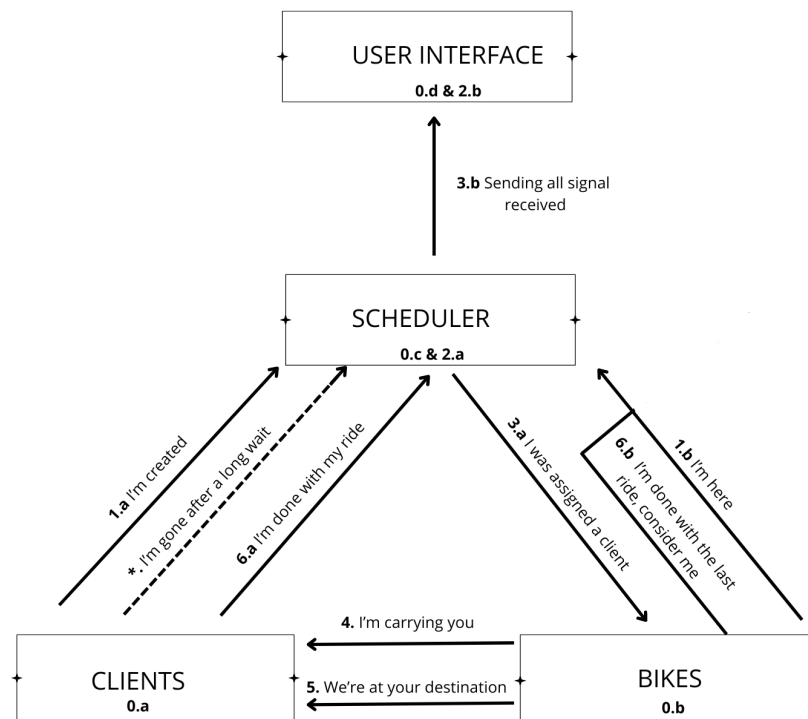 USER INTERFACE
0.d & 2.b
3.b Sending all signal
received
SCHEDULER
0.c & 2.a
1.a I'm created
*. I'm gone after a long wait
6.a I'm done with my ride
3.a I was assigned a client
6.b I'm done with the last
ride, consider me
1.b I'm here
4. I'm carrying you
5. We're at your destination
CLIENTS
0.a
BIKES
0.b